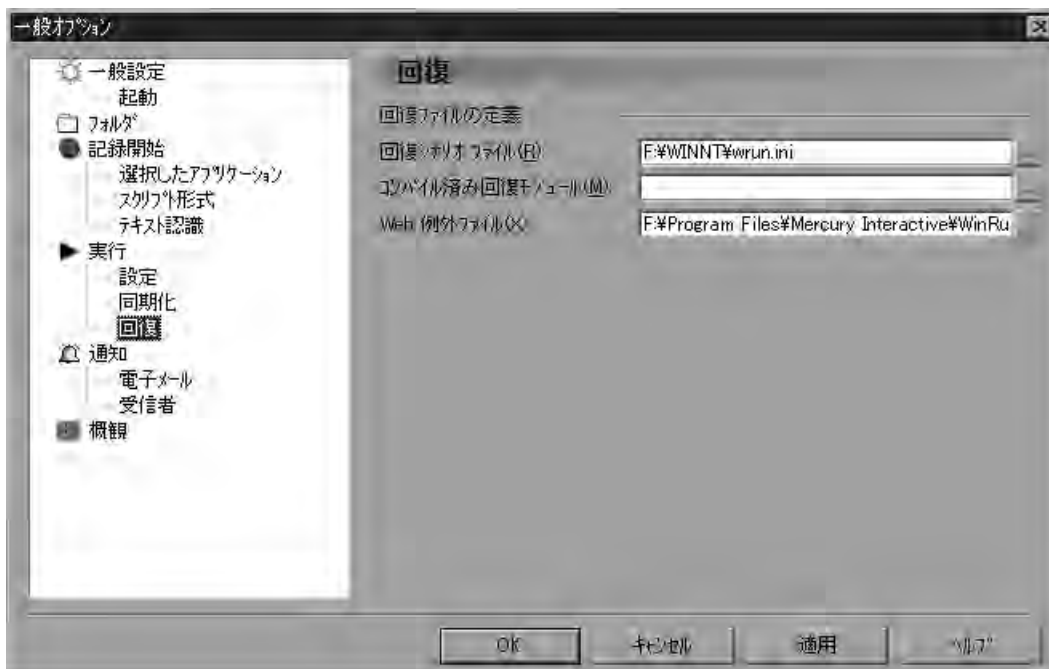 一般オプション
一般設定
起動
フォルダ
記録開始
選択したアプリケーション
スクリプト形式
テキスト認識
実行
設定
同期化
回復
通知
電子メール
受信者
概観
回復
回復ファイルの定義
回復シナリオ ファイル(R) F:¥WINNT¥wrun.ini
コンパイル済み回復モジュール(M)
Web 例外ファイル(X F:¥Program Files¥Mercury Interactive¥WinRu
OK キャンセル 適用 ヘルプ